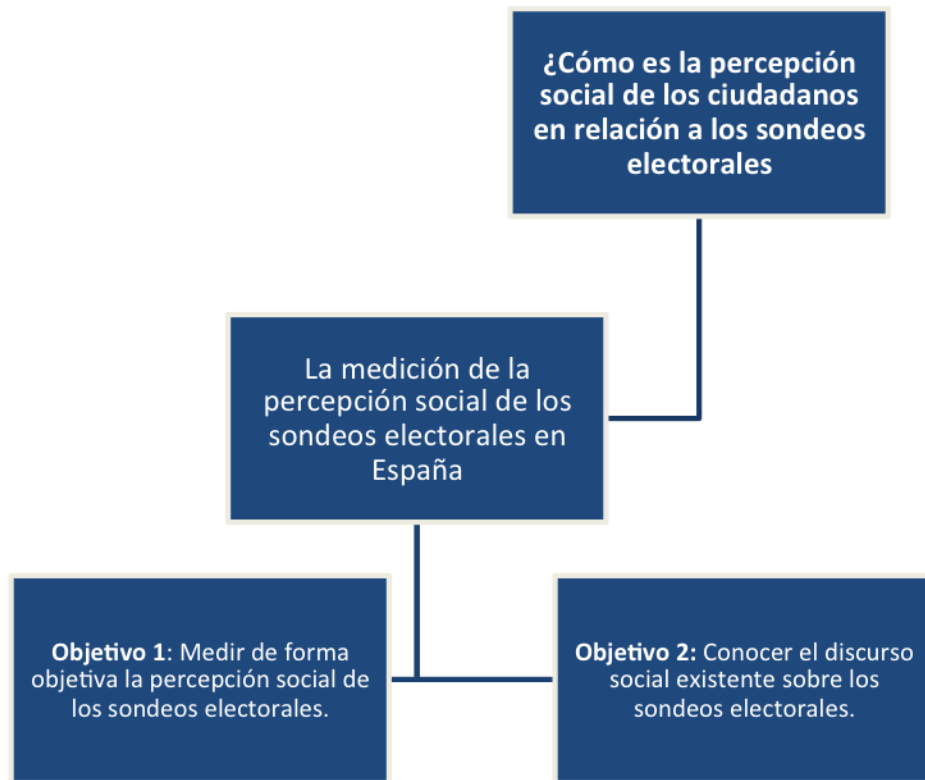 ¿Cómo es la percepción
social de los ciudadanos
en relación a los sondeos
electorales
La medición de la
percepción social de los
sondeos electorales en
España
Objetivo 1: Medir de forma
objetiva la percepción social de
los sondeos electorales.
Objetivo 2: Conocer el discurso
social existente sobre los
sondeos electorales.